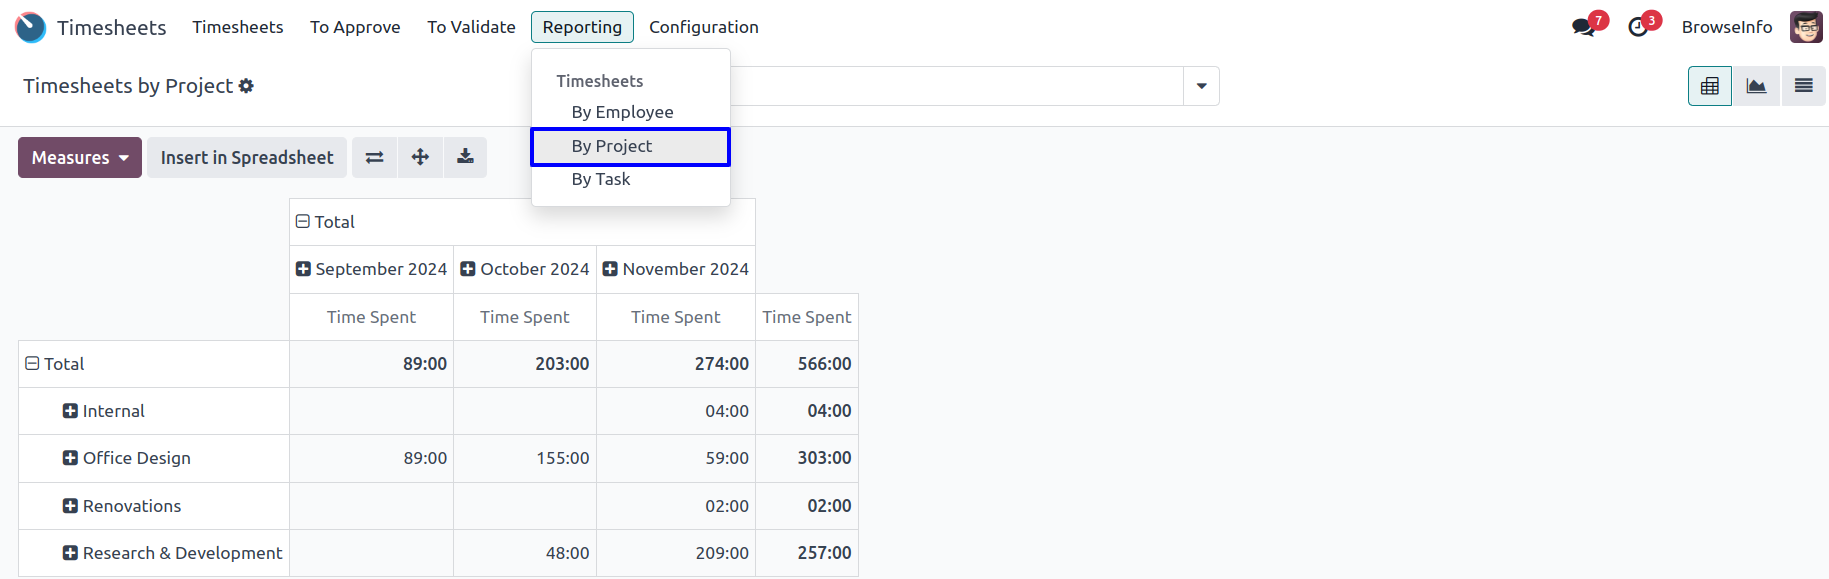 Timesheets Timesheets To Approve To Validate Reporting Configuration 7 3 BrowseInfo
Timesheets by Project
Timesheets
By Employee
By Project
By Task
Measures Insert in Spreadsheet
Total
September 2024 October 2024 November 2024
Time Spent Time Spent Time Spent Time Spent
Total 89:00 203:00 274:00 566:00
Internal 04:00 04:00
Office Design 89:00 155:00 59:00 303:00
Renovations 02:00 02:00
Research & Development 48:00 209:00 257:00